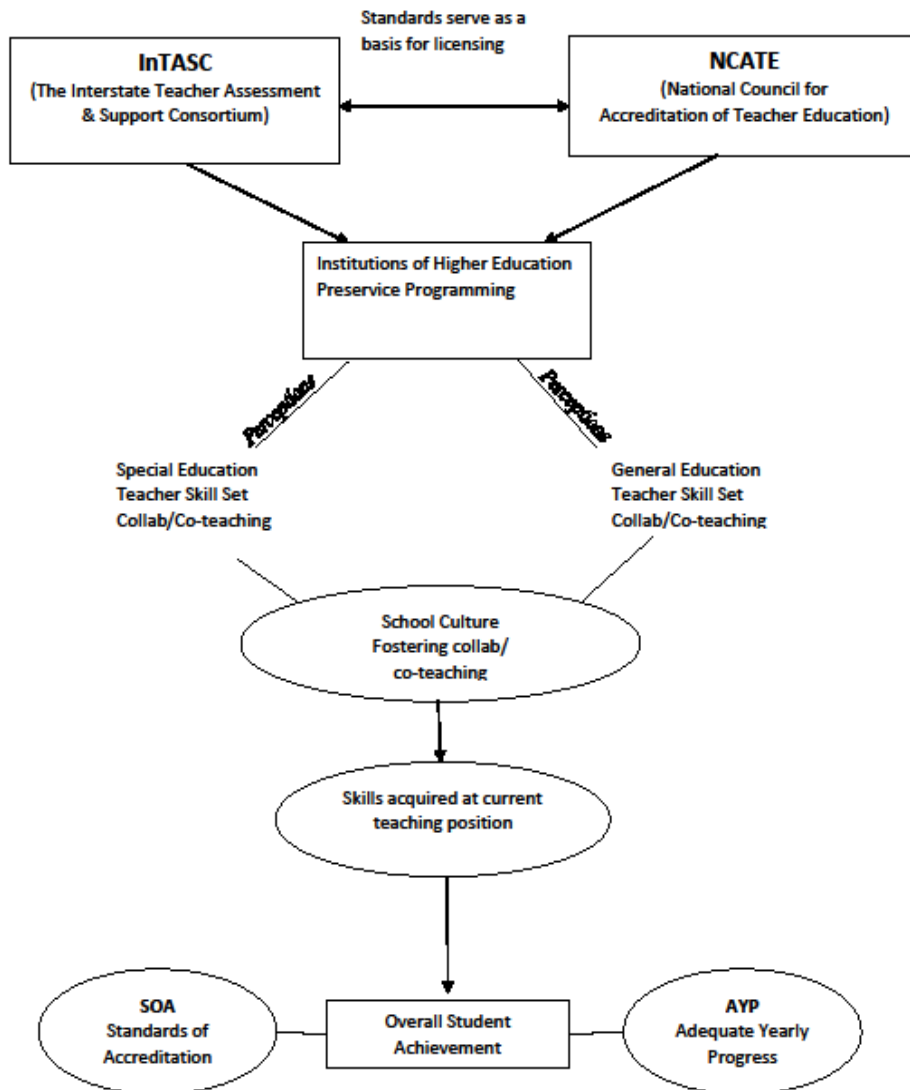 Standards serve as a
basis for licensing
InTASC
(The Interstate Teacher Assessment
& Support Consortium)
NCATE
(National Council for
Accreditation of Teacher Education)
Institutions of Higher Education
Preservice Programming
Perceptions
Perceptions
Special Education
Teacher Skill Set
Collab/Co-teaching
General Education
Teacher Skill Set
Collab/Co-teaching
School Culture
Fostering collab/
co-teaching
Skills acquired at current
teaching position
SOA
Standards of
Accreditation
Overall Student
Achievement
AYP
Adequate Yearly
Progress